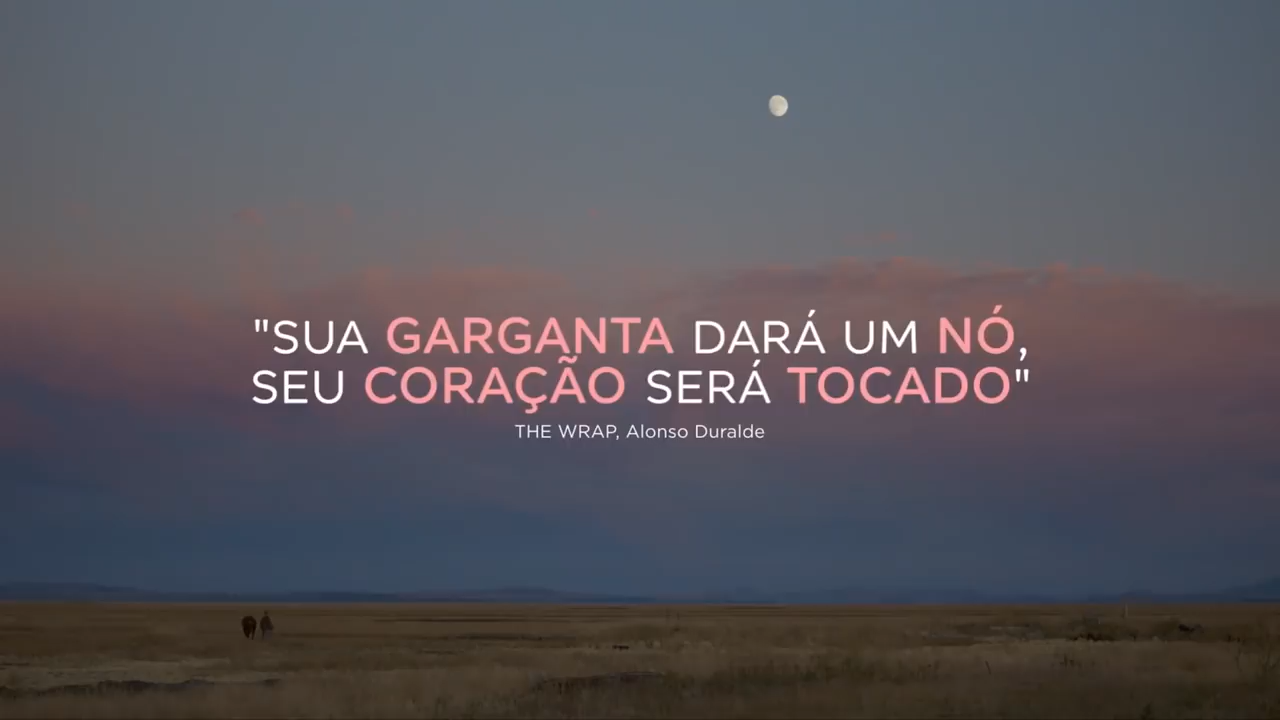 "SUA GARGANTA DARÁ UM NÓ,
SEU CORAÇÃO SERÁ TOCADO"
THE WRAP, Alonso Duralde